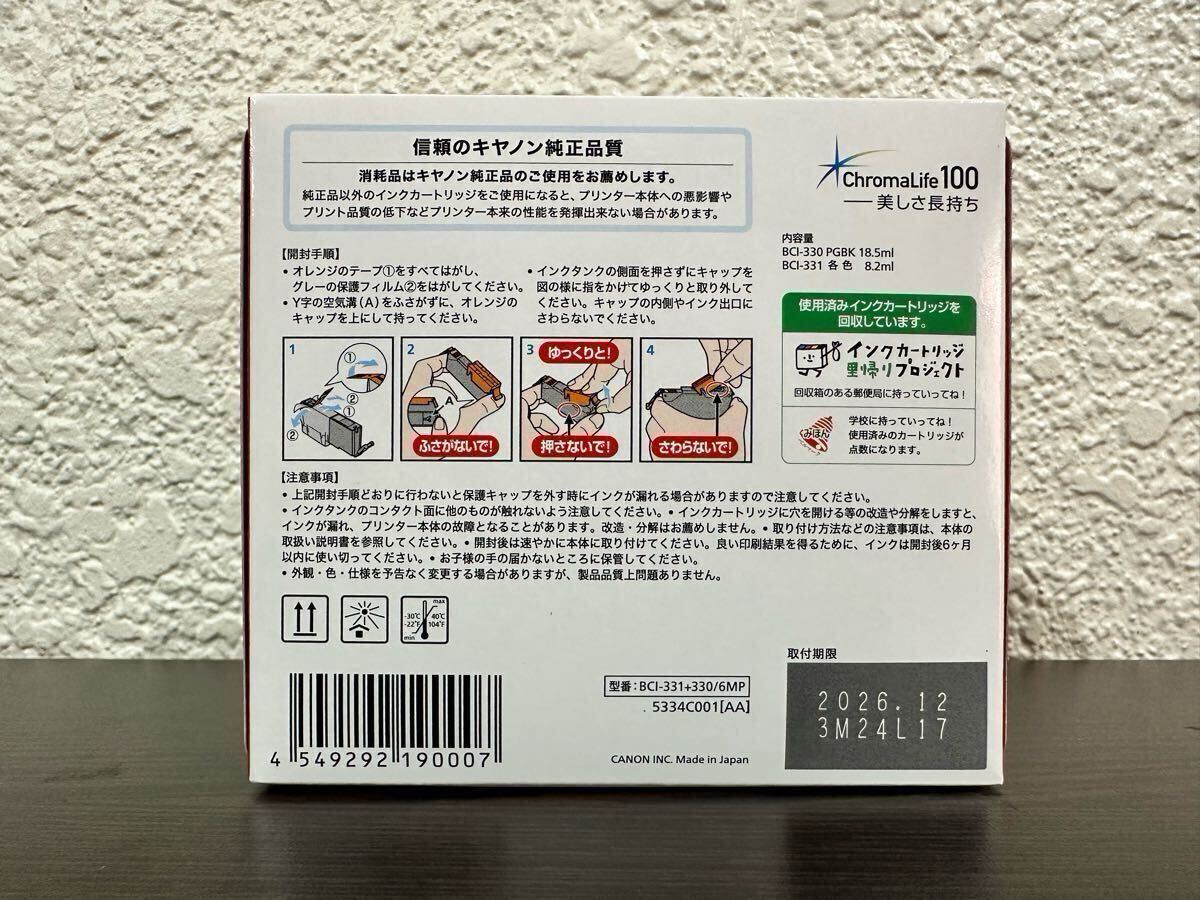 信頼のキヤノン純正品質
消耗品はキヤノン純正品のご使用をお薦めします。
純正品以外のインクカートリッジをご使用になると、プリンター本体への悪影響や
プリント品質の低下などプリンター本来の性能を発揮出来ない場合があります。
ChromaLife100
美しさ長持ち
内容量
BCI-330 PGBK 18.5ml
BCI-331 各色 8.2ml
【開封手順】
・オレンジのテープ①をすべてはがし、
グレーの保護フィルム②をはがしてください。
・Y字の空気溝(A)をふさがずに、オレンジの
キャップを上にして持ってください。
・インクタンクの側面を押さずにキャップを
図の様に指をかけてゆっくりと取り外して
ください。キャップの内側やインク出口に
さわらないでください。
1
①
②
①
②
2
A
ふさがないで!
3
ゆっくりと!
押さないで!
4
さわらないで!
使用済みインクカートリッジを
回収しています。
インクカートリッジ
里帰りプロジェクト
回収箱のある郵便局に持っていってね!
くみほん
学校に持っていってね!
使用済みのカートリッジが
点数になります。
【注意事項】
・上記開封手順どおりに行わないと保護キャップを外す時にインクが漏れる場合がありますので注意してください。
・インクタンクのコンタクト面に他のものが触れないよう注意してください。・インクカートリッジに穴を開ける等の改造や分解をしますと、
インクが漏れ、プリンター本体の故障となることがあります。改造・分解はお薦めしません。・取り付け方法などの注意事項は、本体の
取扱い説明書を参照してください。・開封後は速やかに本体に取り付けてください。良い印刷結果を得るために、インクは開封後6ヶ月
以内に使い切ってください。・お子様の手の届かないところに保管してください。
・外観・色・仕様を予告なく変更する場合がありますが、製品品質上問題ありません。
max
-30℃ 40℃
-22°F 104°F
min
型番:BCI-331+330/6MP
5334C001[AA]
CANON INC. Made in Japan
4 549292 190007
取付期限
2026.12
3M24L17